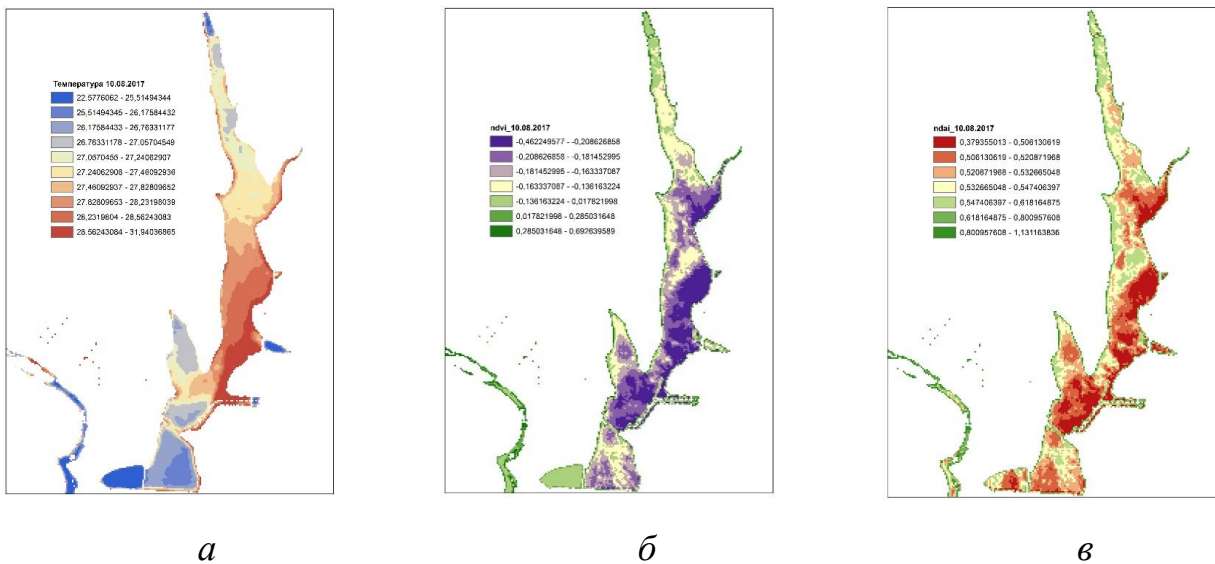 Температура 10.08.2017
22,5776062 - 25,51494344
25,51494345 - 26,17584432
26,17584433 - 26,76331177
26,76331178 - 27,05704549
27,0570455 - 27,24062907
27,24062908 - 27,46092936
27,46092937 - 27,82809652
27,82809653 - 28,23198039
28,2319804 - 28,56243083
28,56243084 - 31,94036865
ndvi_10.08.2017
-0,462249577 - -0,208626858
-0,208626858 - -0,181452995
-0,181452995 - -0,163337087
-0,163337087 - -0,136163224
-0,136163224 - 0,017821998
0,017821998 - 0,285031648
0,285031648 - 0,692639589
ndai_10.08.2017
0,379355013 - 0,506130619
0,506130619 - 0,520871968
0,520871968 - 0,532665048
0,532665048 - 0,547406397
0,547406397 - 0,618164875
0,618164875 - 0,800957608
0,800957608 - 1,131163836
а
б
в